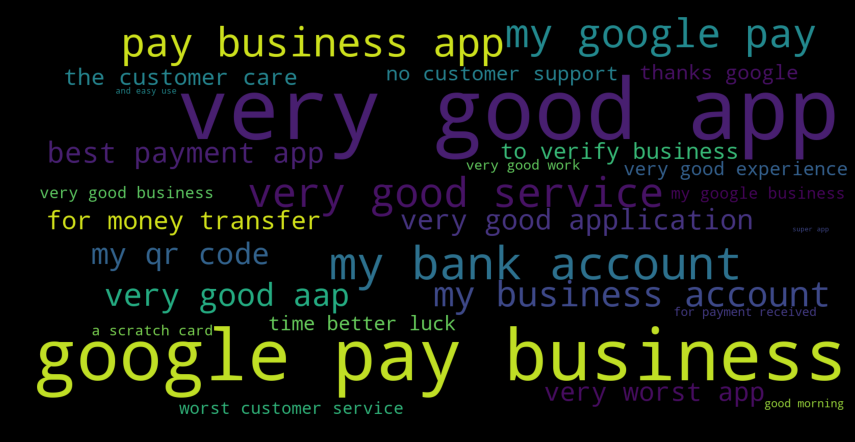 pay business app
my google pay
the customer care
no customer support
thanks google
and easy use
very good app
best payment app
to verify business
very good work
very good experience
very good business
very good service
my google business
for money transfer
very good application
super app
my qr code
my bank account
very good aap
my business account
for payment received
a scratch card
time better luck
google pay business
very worst app
worst customer service
good morning